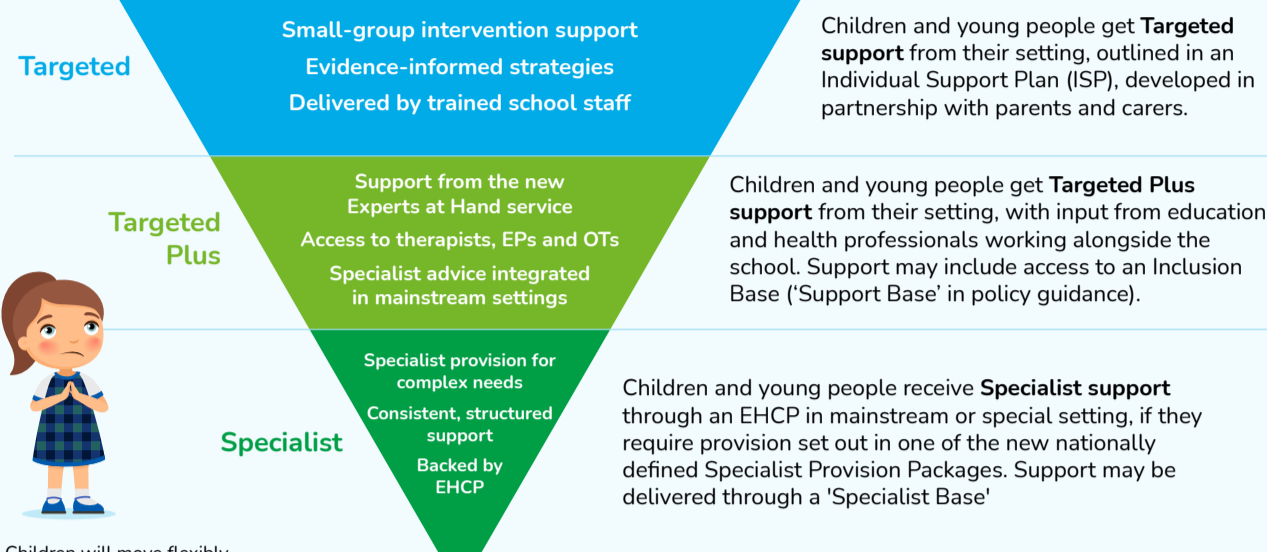 Targeted
Small-group intervention support
Evidence-informed strategies
Delivered by trained school staff
Children and young people get Targeted
support from their setting, outlined in an
Individual Support Plan (ISP), developed in
partnership with parents and carers.
Targeted
Plus
Support from the new
Experts at Hand service
Access to therapists, EPs and OTs
Specialist advice integrated
in mainstream settings
Children and young people get Targeted Plus
support from their setting, with input from education
and health professionals working alongside the
school. Support may include access to an Inclusion
Base (‘Support Base’ in policy guidance).
Specialist
Specialist provision for
complex needs
Consistent, structured
support
Backed by
EHCP
Children and young people receive Specialist support
through an EHCP in mainstream or special setting, if they
require provision set out in one of the new nationally
defined Specialist Provision Packages. Support may be
delivered through a 'Specialist Base'
Children will move flexibly